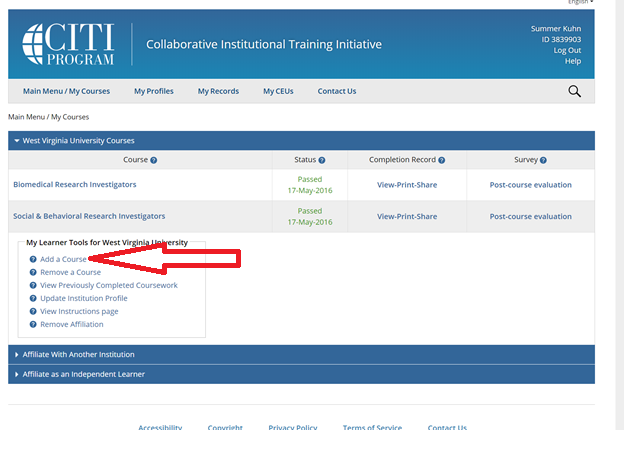 English
CITI
PROGRAM
Collaborative Institutional Training Initiative
Summer Kuhn
ID 3839903
Log Out
Help
Main Menu / My Courses My Profiles My Records My CEUs Contact Us
Main Menu / My Courses
West Virginia University Courses
Course ? Status ? Completion Record ? Survey ?
Biomedical Research Investigators Passed 17-May-2016 View-Print-Share Post-course evaluation
Social & Behavioral Research Investigators Passed 17-May-2016 View-Print-Share Post-course evaluation
My Learner Tools for West Virginia University
? Add a Course
? Remove a Course
? View Previously Completed Coursework
? Update Institution Profile
? View Instructions page
? Remove Affiliation
Affiliate With Another Institution
Affiliate as an Independent Learner
Accessibility Copyright Privacy Policy Terms of Service Contact Us